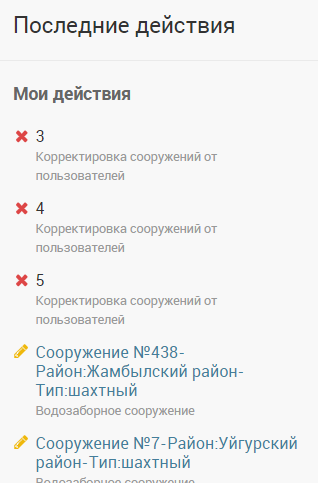 Последние действия
Мои действия
3
Корректировка сооружений от
пользователей
4
Корректировка сооружений от
пользователей
5
Корректировка сооружений от
пользователей
Сооружение №438-
Район:Жамбылский район-
Тип:шахтный
Водозаборное сооружение
Сооружение №7-Район:Уйгурский
район-Тип:шахтный
Водозаборное сооружение